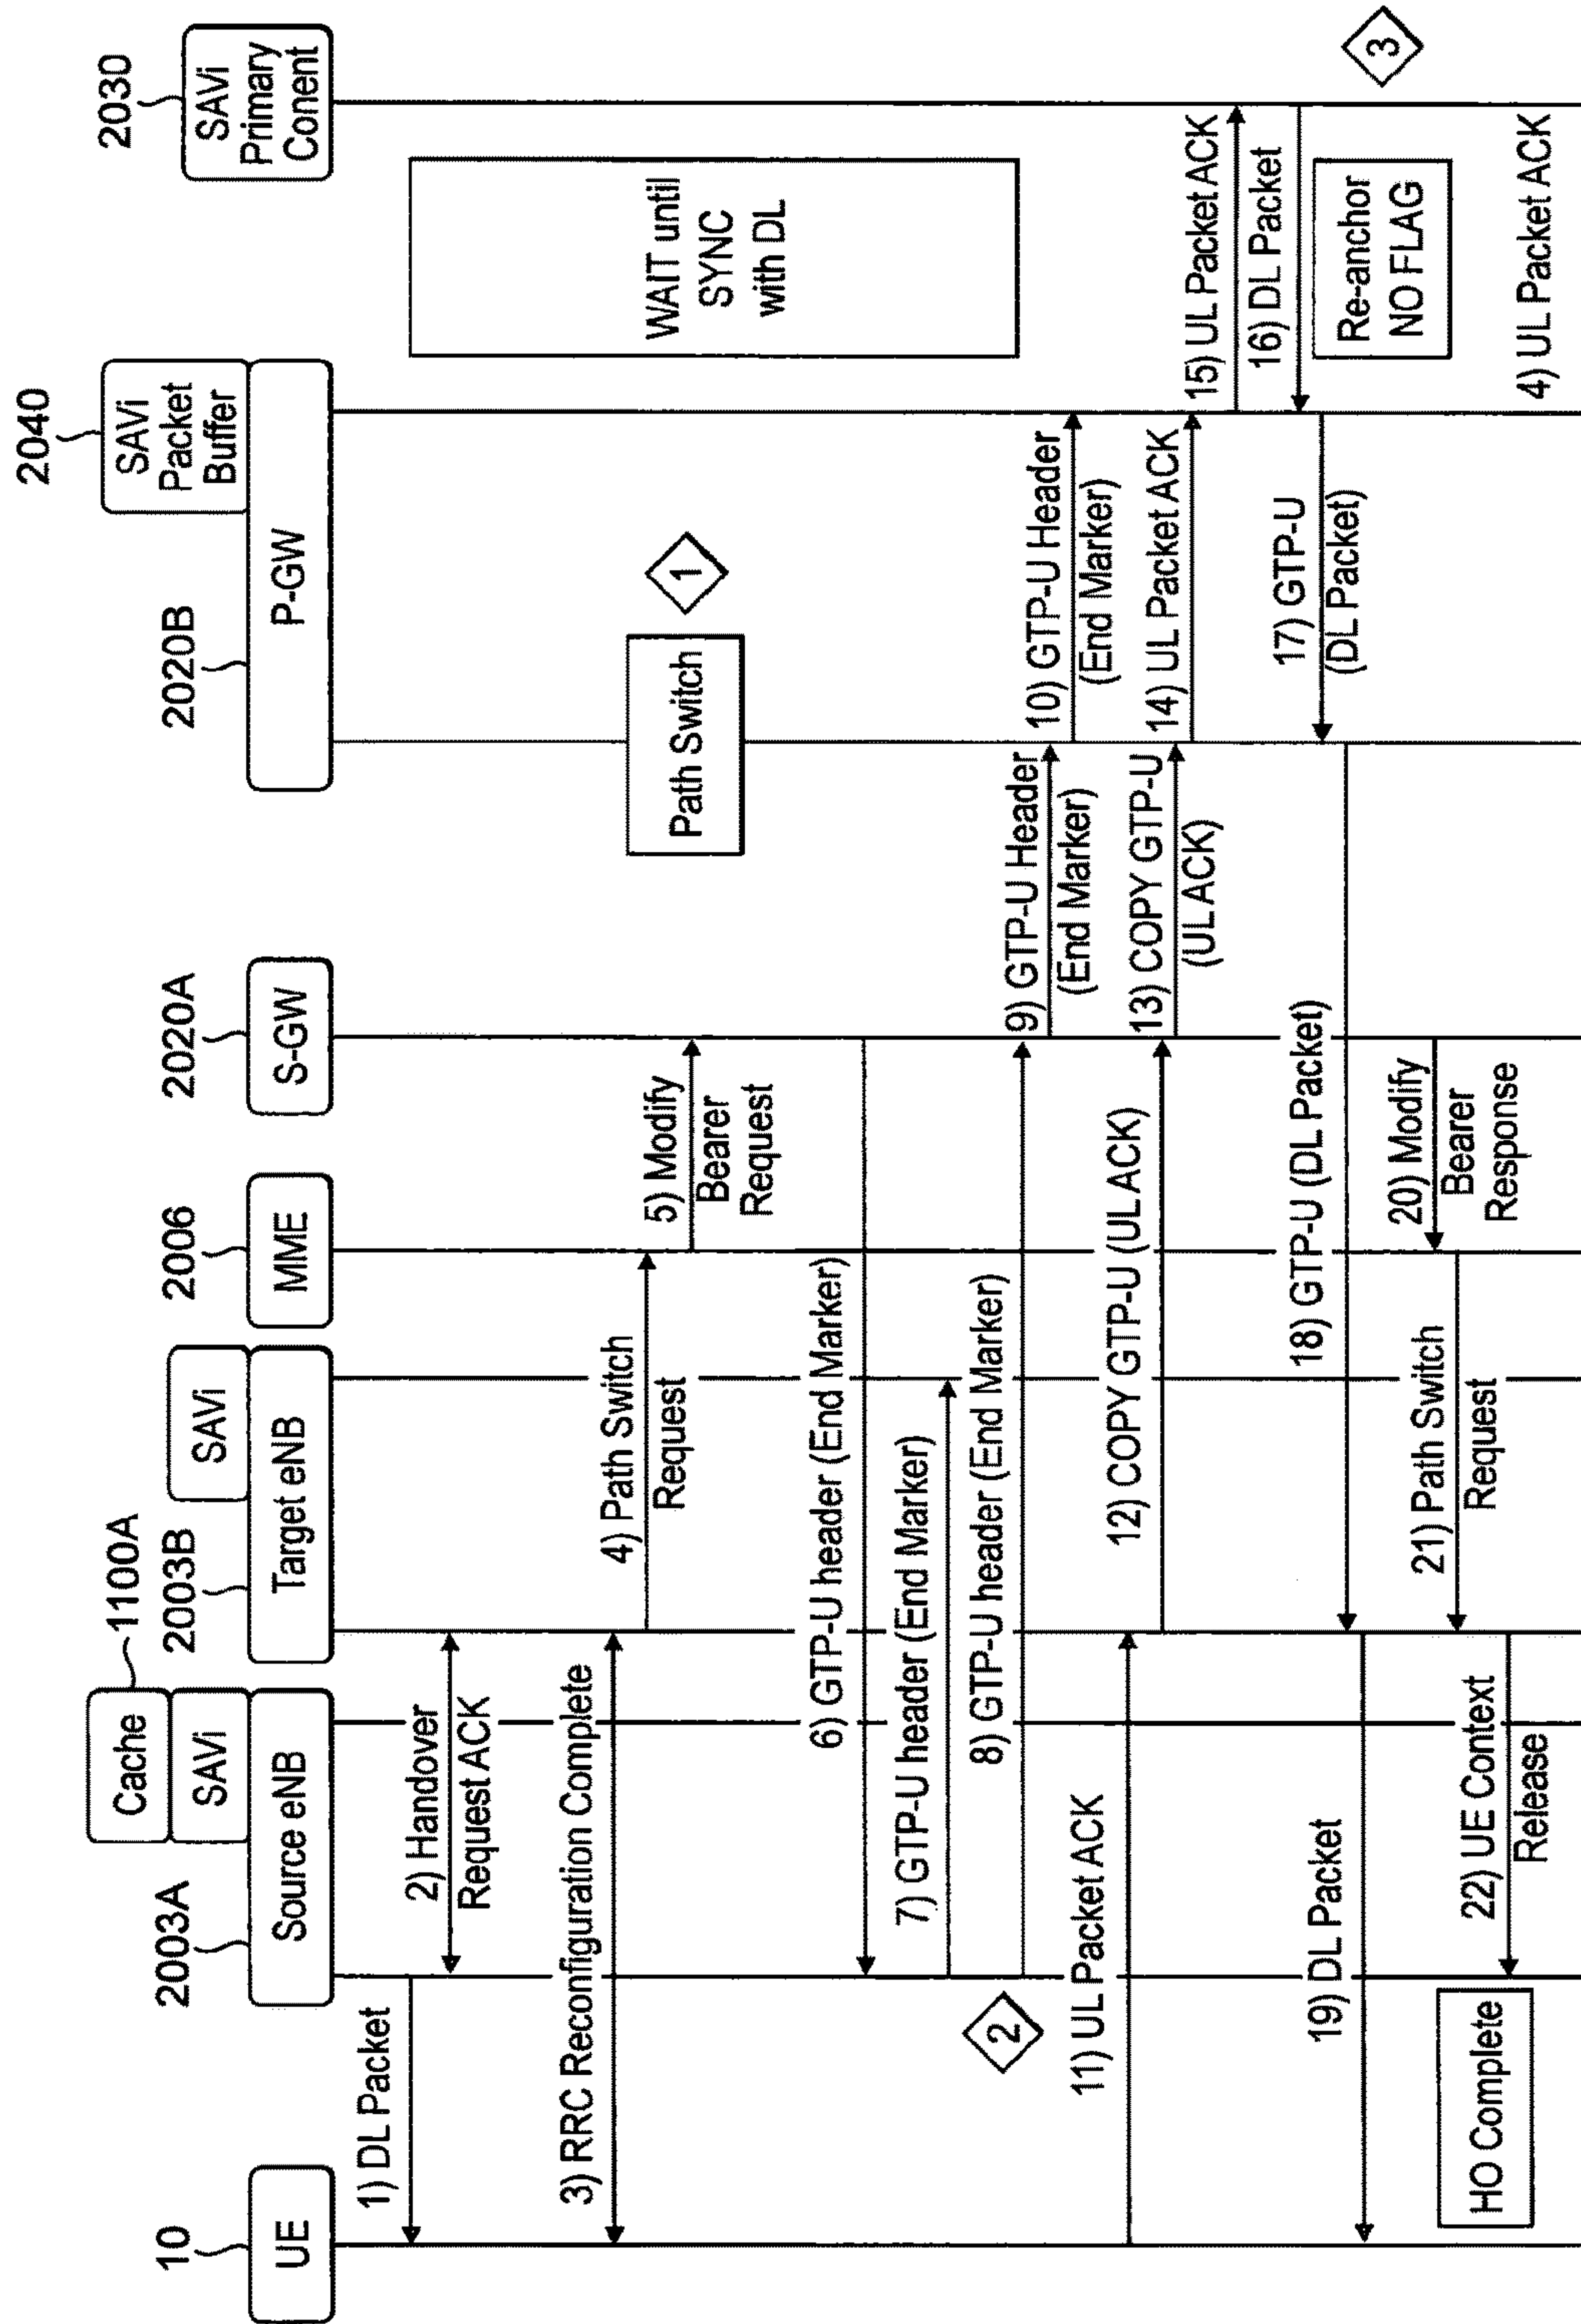 10
UE
2003A
Cache
SAVi
Source eNB
1100A
2003B
SAVi
Target eNB
2006
MME
2020A
S-GW
2020B
P-GW
2040
SAVi
Packet
Buffer
2030
SAVi
Primary
Conent
1) DL Packet
2) Handover
Request ACK
3) RRC Reconfiguration Complete
4) Path Switch
Request
5) Modify
Bearer
Request
Path Switch
1
WAIT until
SYNC
with DL
6) GTP-U header (End Marker)
7) GTP-U header (End Marker)
8) GTP-U header (End Marker)
2
9) GTP-U Header
(End Marker)
10) GTP-U Header
(End Marker)
11) UL Packet ACK
12) COPY GTP-U (ULACK)
13) COPY GTP-U
(ULACK)
14) UL Packet ACK
15) UL Packet ACK
16) DL Packet
3
17) GTP-U
(DL Packet)
Re-anchor
NO FLAG
18) GTP-U (DL Packet)
19) DL Packet
20) Modify
Bearer
Response
21) Path Switch
Request
22) UE Context
Release
HO Complete
4) UL Packet ACK